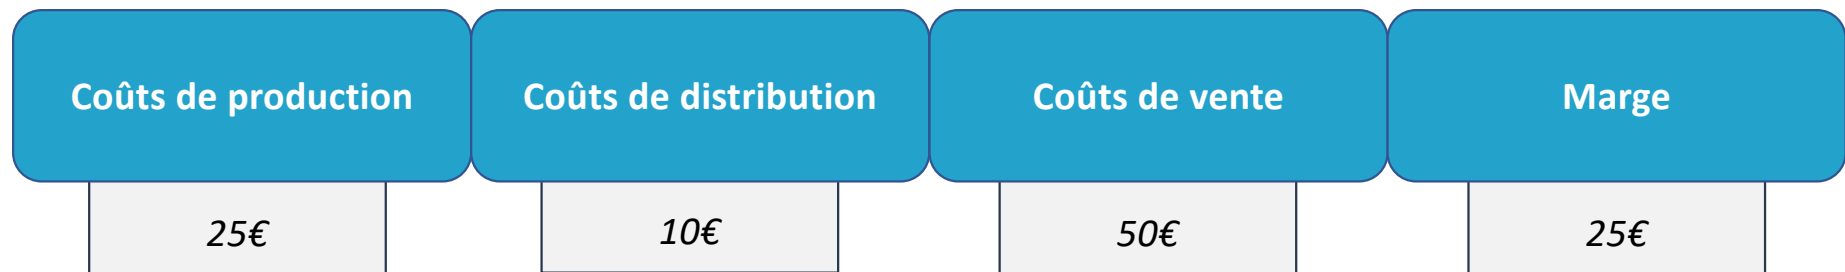 Coûts de production
Coûts de distribution
Coûts de vente
Marge
25€
10€
50€
25€